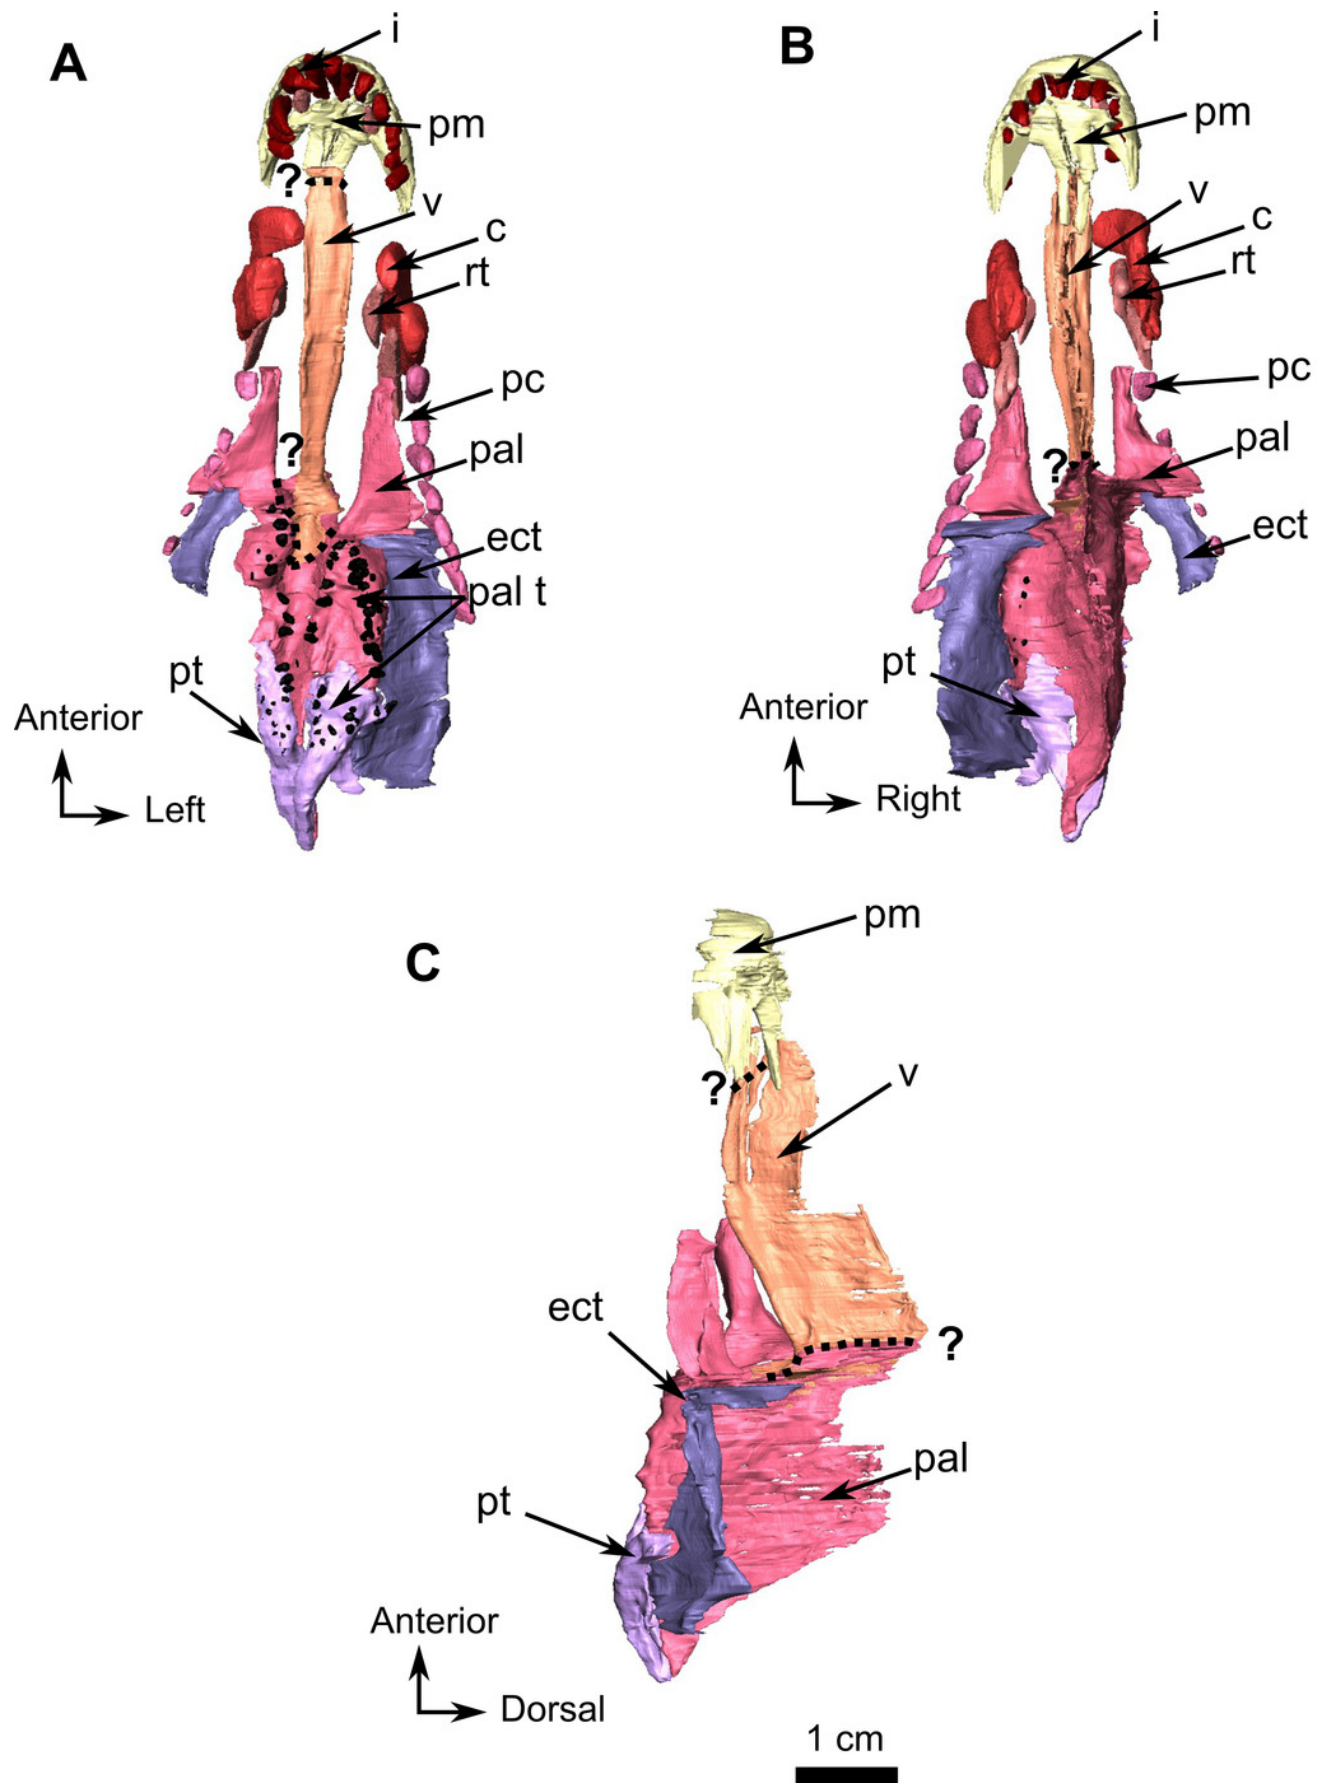 A
i
pm
?
v
c
rt
pc
?
pal
ect
pal t
pt
Anterior
Left
B
i
pm
v
c
rt
pc
?
pal
ect
pt
Anterior
Right
C
pm
?
v
ect
?
pal
pt
Anterior
Dorsal
1 cm